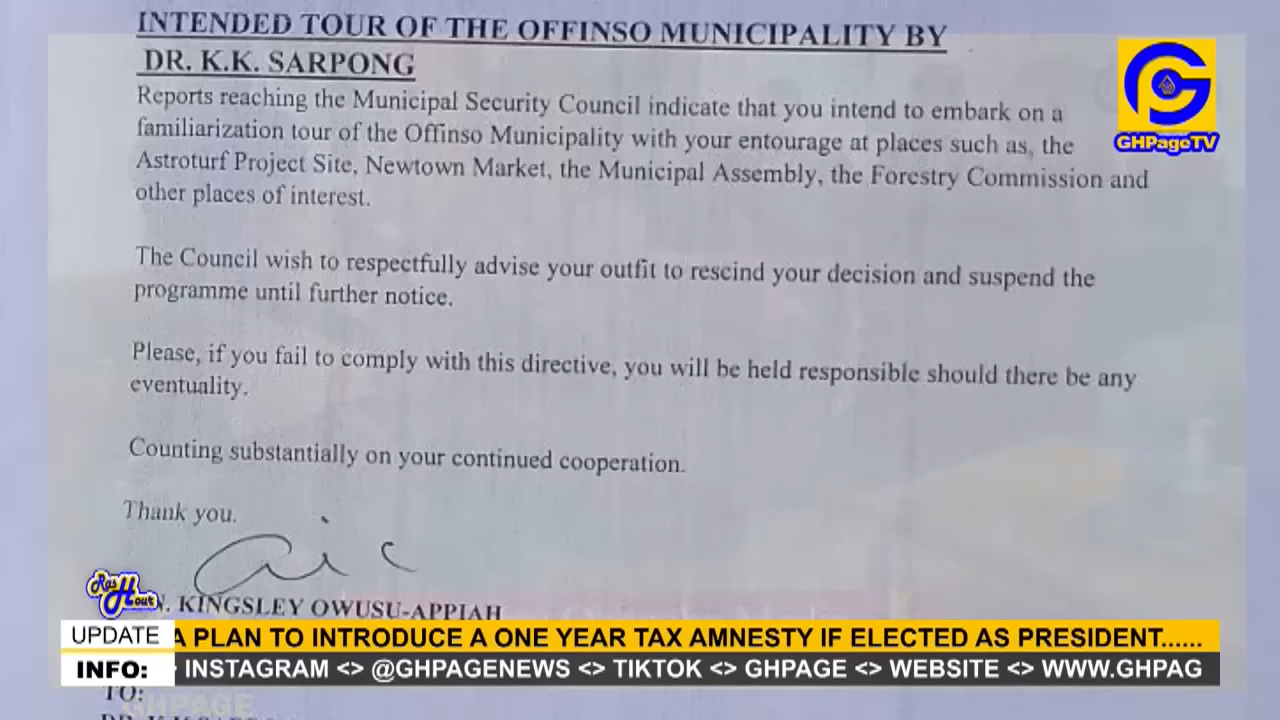 INTENDED TOUR OF THE OFFINSO MUNICIPALITY BY
DR. K.K. SARPONG
Reports reaching the Municipal Security Council indicate that you intend to embark on a
familiarization tour of the Offinso Municipality with your entourage at places such as, the
Astroturf Project Site, Newtown Market, the Municipal Assembly, the Forestry Commission and
other places of interest.
The Council wish to respectfully advise your outfit to rescind your decision and suspend the
programme until further notice.
Please, if you fail to comply with this directive, you will be held responsible should there be any
eventuality.
Counting substantially on your continued cooperation.
Thank you.
N. KINGSLEY OWUSU-APPIAH
GHPageTV
Ras Hout
UPDATE A PLAN TO INTRODUCE A ONE YEAR TAX AMNESTY IF ELECTED AS PRESIDENT......
INFO: INSTAGRAM <> @GHPAGENEWS <> TIKTOK <> GHPAGE <> WEBSITE <> WWW.GHPAG
TO:
GHPAGE